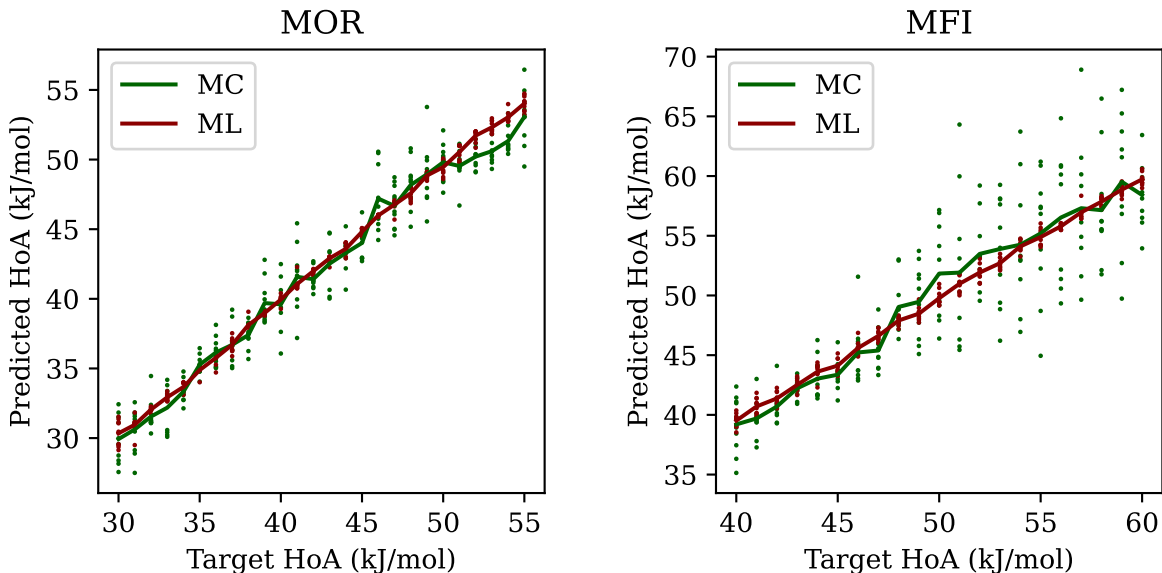 MOR
MC
ML
55
50
45
40
35
30
Predicted HoA (kJ/mol)
30 35 40 45 50 55
Target HoA (kJ/mol)
MFI
MC
ML
70
65
60
55
50
45
40
35
Predicted HoA (kJ/mol)
40 45 50 55 60
Target HoA (kJ/mol)